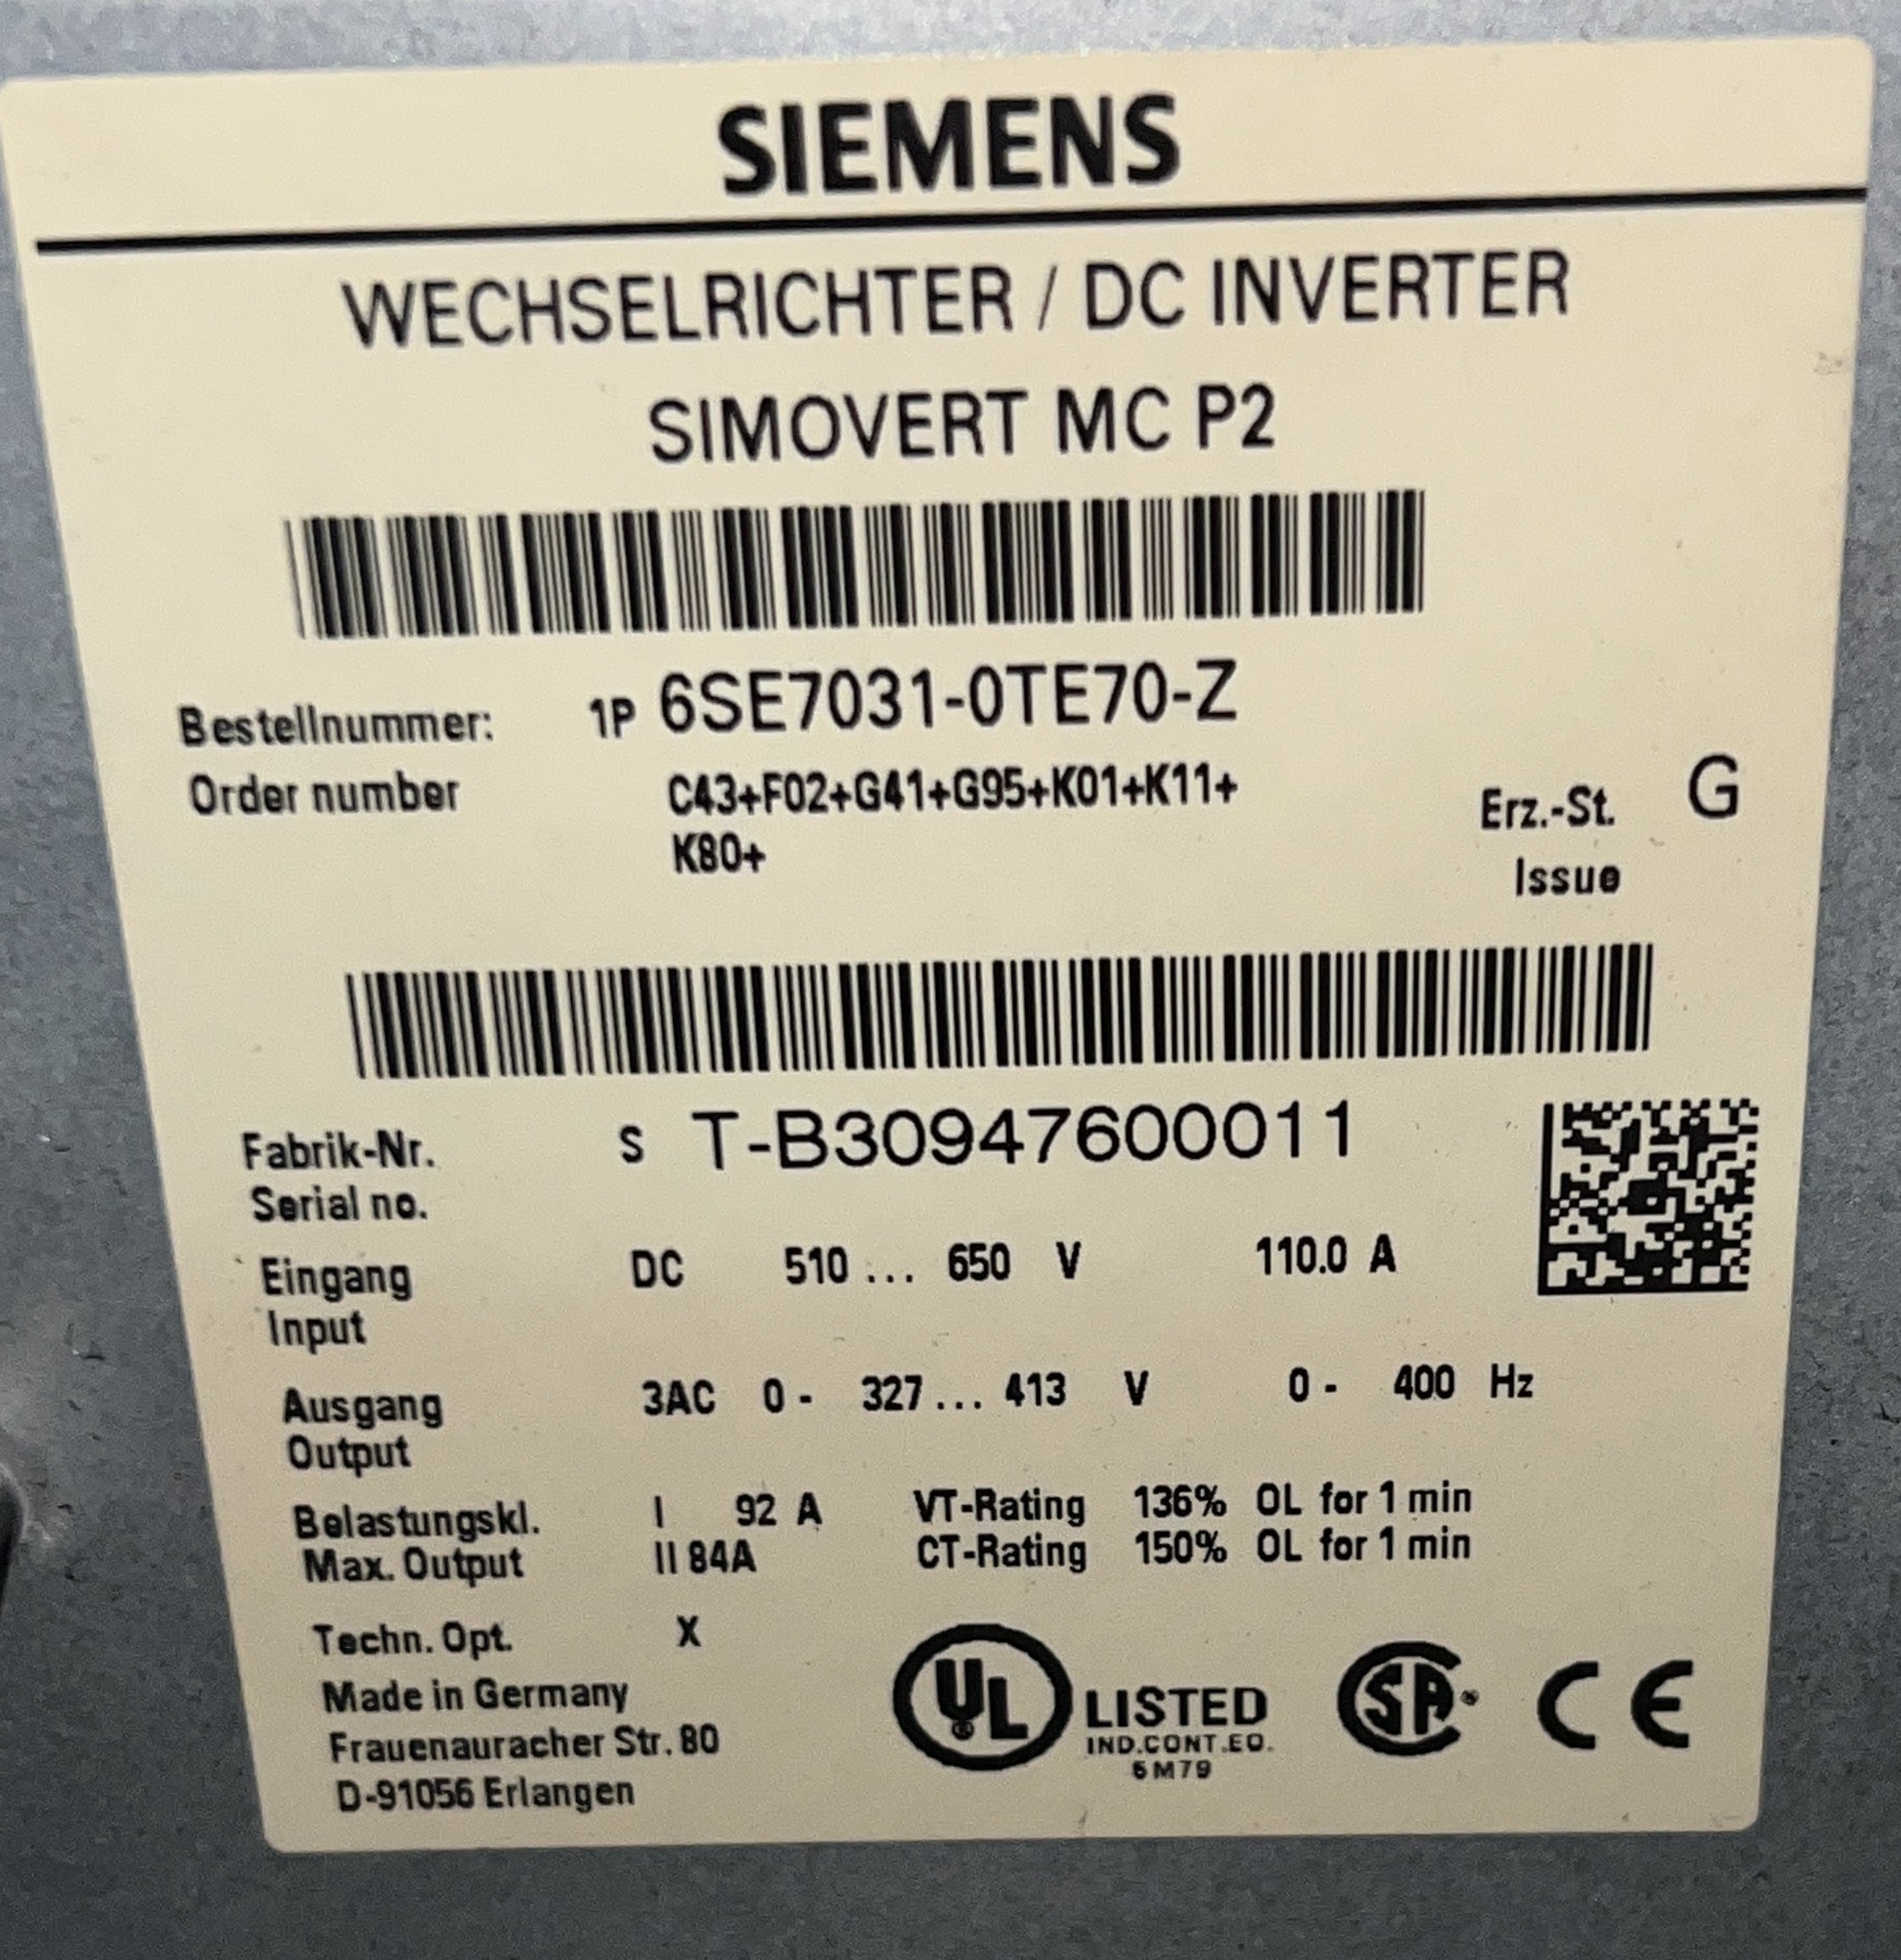 SIEMENS
WECHSELRICHTER / DC INVERTER
SIMOVERT MC P2
Bestellnummer: 1P 6SE7031-0TE70-Z
Order number C43+F02+G41+G95+K01+K11+ Erz.-St. G
K80+ Issue
Fabrik-Nr. S T-B30947600011
Serial no.
Eingang DC 510 ... 650 V 110.0 A
Input
Ausgang 3AC 0 - 327 ... 413 V 0 - 400 Hz
Output
Belastungskl. I 92 A VT-Rating 136% OL for 1 min
Max. Output II 84A CT-Rating 150% OL for 1 min
Techn. Opt. X
Made in Germany
Frauenauracher Str. 80
D-91056 Erlangen
UL ® LISTED
IND.CONT.EQ.
5M79
SA ®
CE